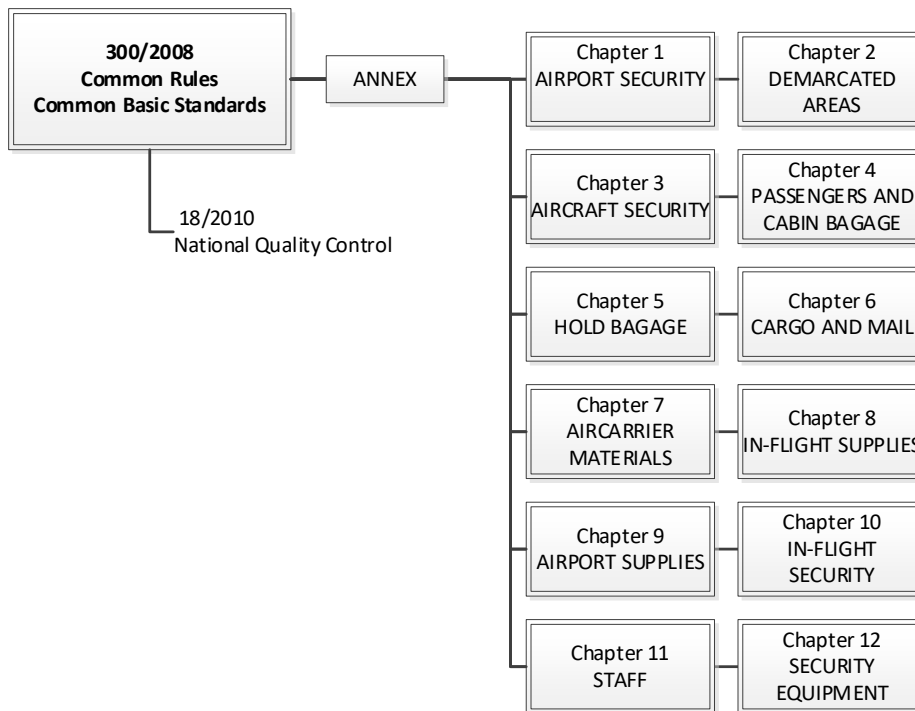 300/2008
Common Rules
Common Basic Standards
18/2010
National Quality Control
ANNEX
Chapter 1
AIRPORT SECURITY
Chapter 2
DEMARCATED
AREAS
Chapter 3
AIRCRAFT SECURITY
Chapter 4
PASSENGERS AND
CABIN BAGAGE
Chapter 5
HOLD BAGAGE
Chapter 6
CARGO AND MAIL
Chapter 7
AIRCARRIER
MATERIALS
Chapter 8
IN-FLIGHT SUPPLIES
Chapter 9
AIRPORT SUPPLIES
Chapter 10
IN-FLIGHT
SECURITY
Chapter 11
STAFF
Chapter 12
SECURITY
EQUIPMENT